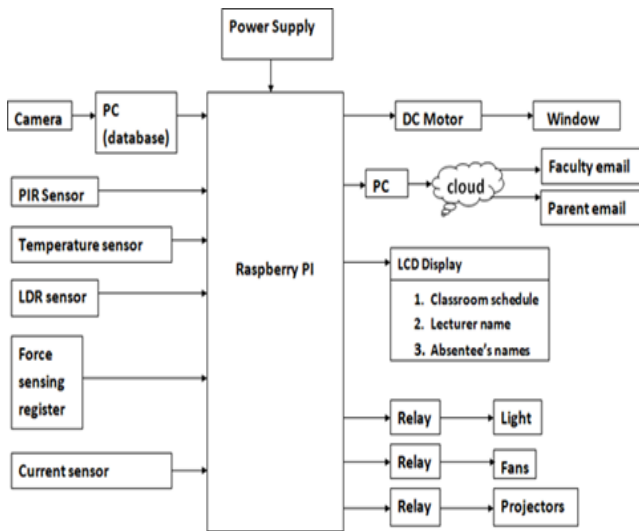 Power Supply
Camera
PC
(database)
PIR Sensor
Temperature sensor
LDR sensor
Force
sensing
register
Current sensor
Raspberry PI
DC Motor
Window
PC
cloud
Faculty email
Parent email
LCD Display
1. Classroom schedule
2. Lecturer name
3. Absentee's names
Relay
Light
Relay
Fans
Relay
Projectors